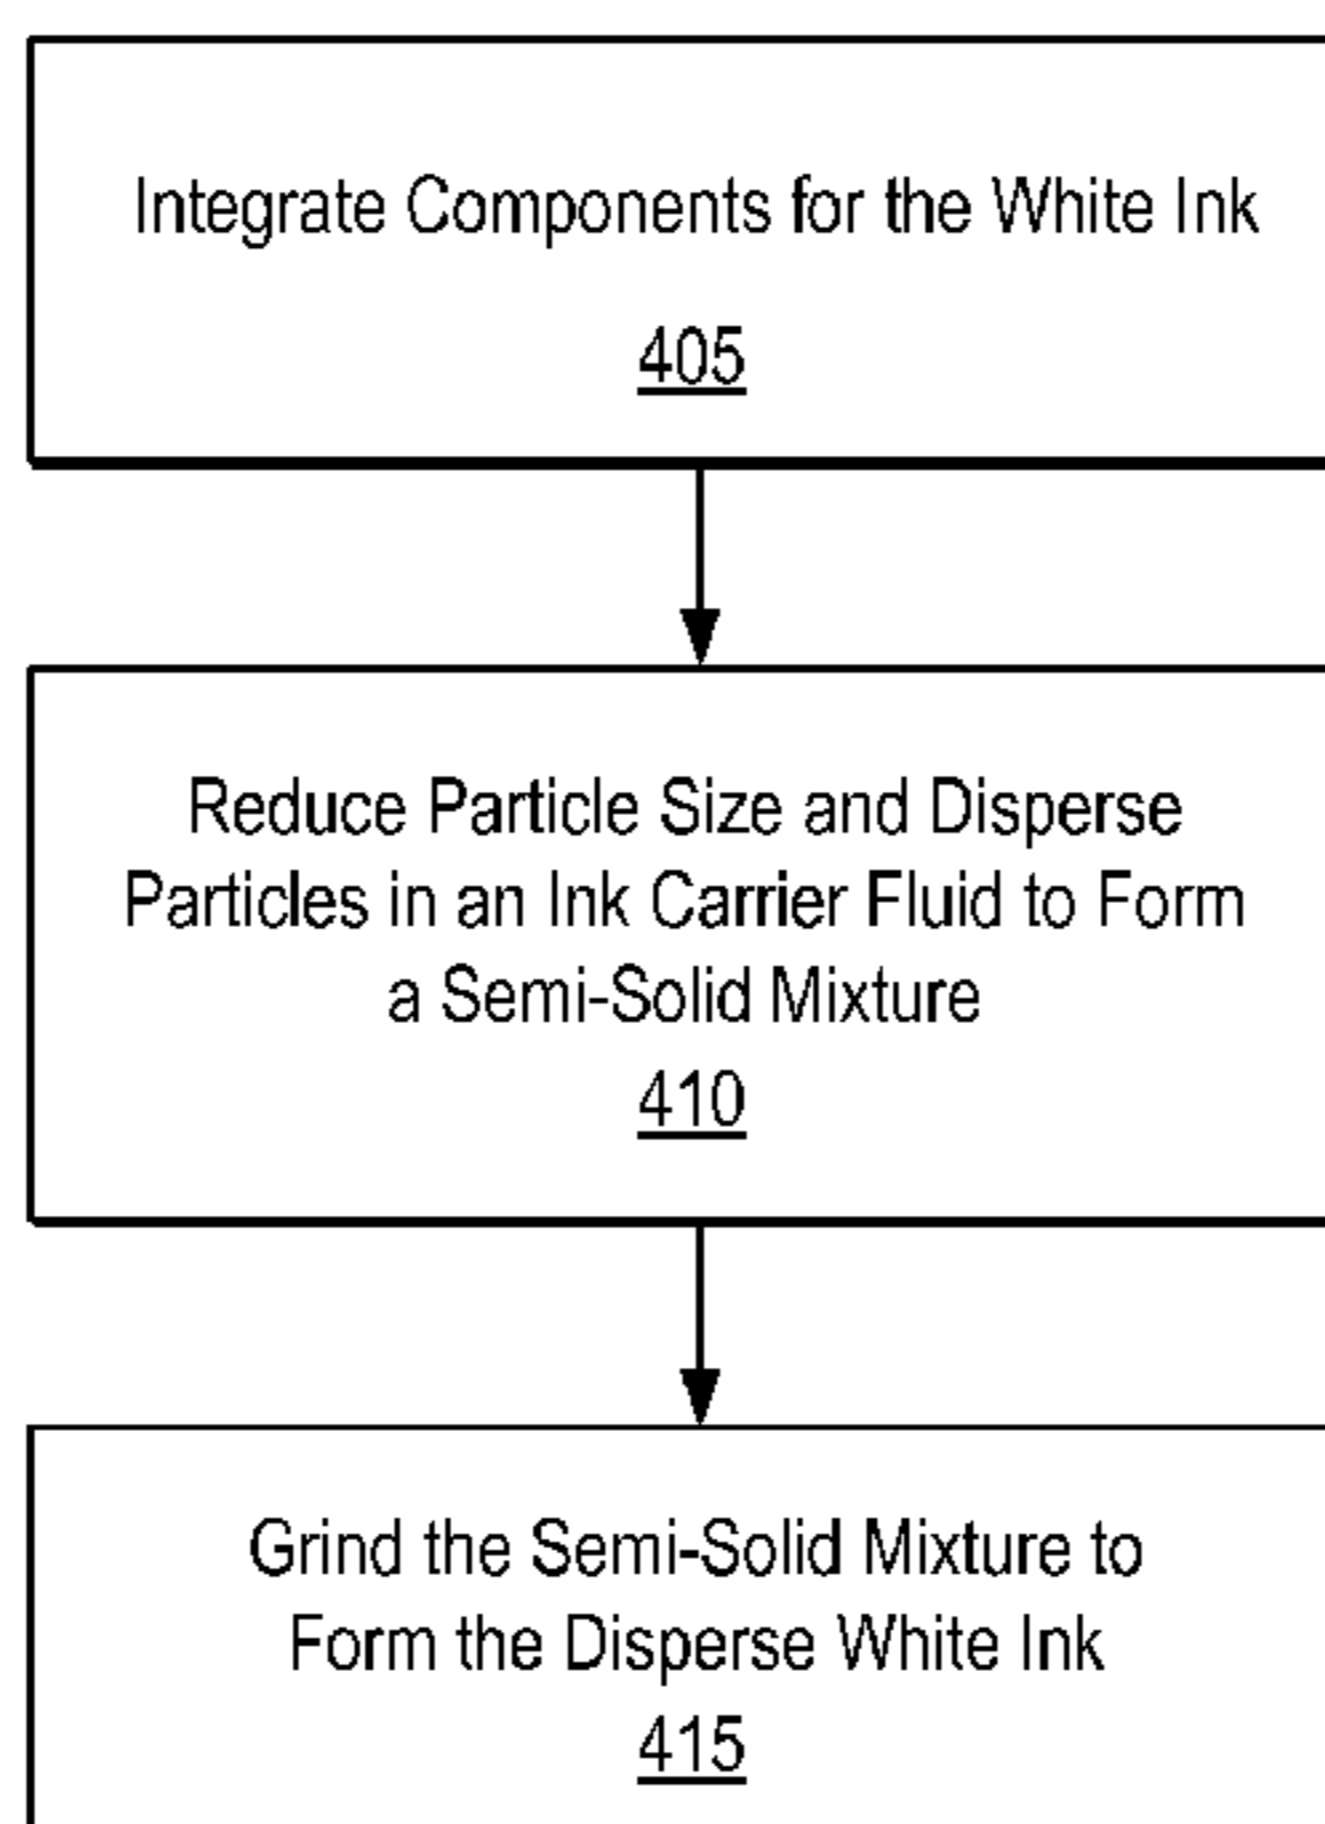 Integrate Components for the White Ink
405
Reduce Particle Size and Disperse
Particles in an Ink Carrier Fluid to Form
a Semi-Solid Mixture
410
Grind the Semi-Solid Mixture to
Form the Disperse White Ink
415